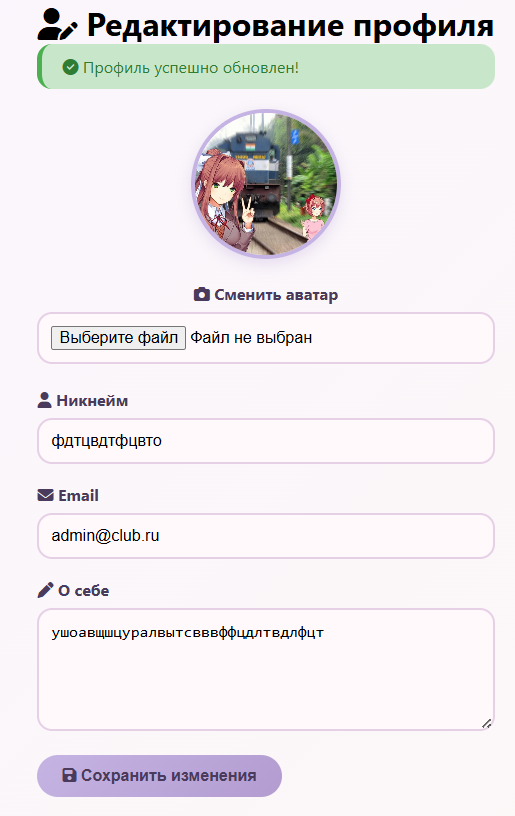 Редактирование профиля
Профиль успешно обновлен!
Сменить аватар
Выберите файл Файл не выбран
Никнейм
фдтцвдтфцвто
Email
admin@club.ru
О себе
ушоавщшцуралвытсвввффцдлтвдлфцт
Сохранить изменения